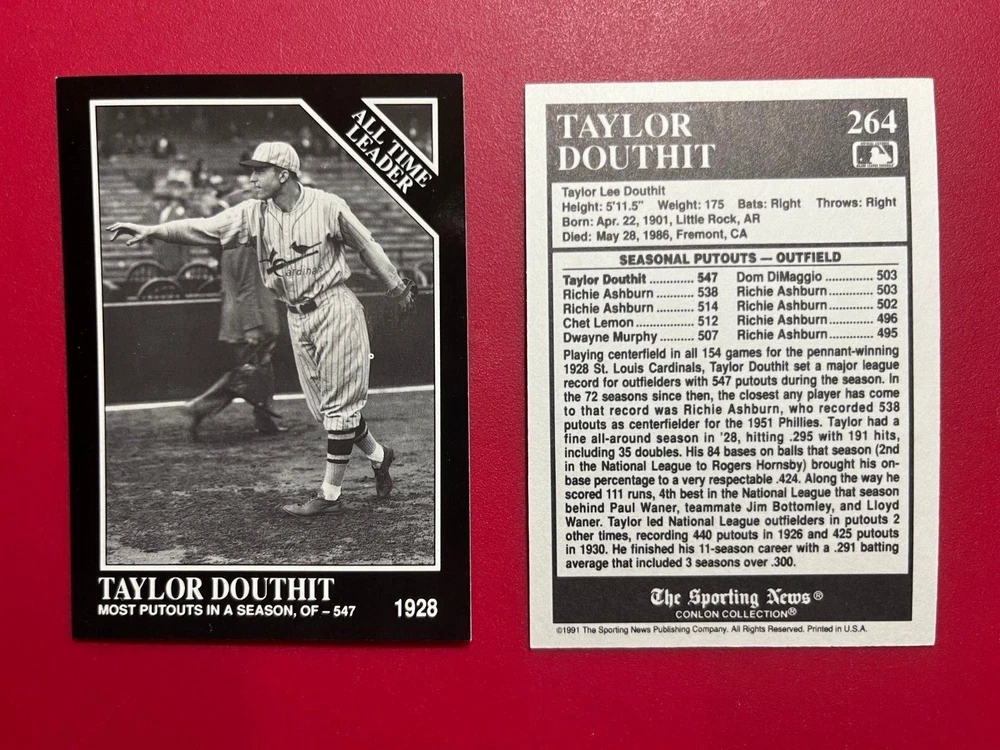 ALL TIME
LEADER
Cardinals
TAYLOR DOUTHIT
MOST PUTOUTS IN A SEASON, OF – 547
1928
TAYLOR
DOUTHIT
264
Taylor Lee Douthit
Height: 5'11.5" Weight: 175 Bats: Right Throws: Right
Born: Apr. 22, 1901, Little Rock, AR
Died: May 28, 1986, Fremont, CA
SEASONAL PUTOUTS — OUTFIELD
Taylor Douthit ............ 547 Dom DiMaggio ............. 503
Richie Ashburn ........... 538 Richie Ashburn ............. 503
Richie Ashburn ........... 514 Richie Ashburn ............. 502
Chet Lemon ................ 512 Richie Ashburn ............. 496
Dwayne Murphy .......... 507 Richie Ashburn ............. 495
Playing centerfield in all 154 games for the pennant-winning
1928 St. Louis Cardinals, Taylor Douthit set a major league
record for outfielders with 547 putouts during the season. In
the 72 seasons since then, the closest any player has come
to that record was Richie Ashburn, who recorded 538
putouts as centerfielder for the 1951 Phillies. Taylor had a
fine all-around season in '28, hitting .295 with 191 hits,
including 35 doubles. His 84 bases on balls that season (2nd
in the National League to Rogers Hornsby) brought his on-
base percentage to a very respectable .424. Along the way he
scored 111 runs, 4th best in the National League that season
behind Paul Waner, teammate Jim Bottomley, and Lloyd
Waner. Taylor led National League outfielders in putouts 2
other times, recording 440 putouts in 1926 and 425 putouts
in 1930. He finished his 11-season career with a .291 batting
average that included 3 seasons over .300.
The Sporting News®
CONLON COLLECTION®
©1991 The Sporting News Publishing Company. All Rights Reserved. Printed in U.S.A.